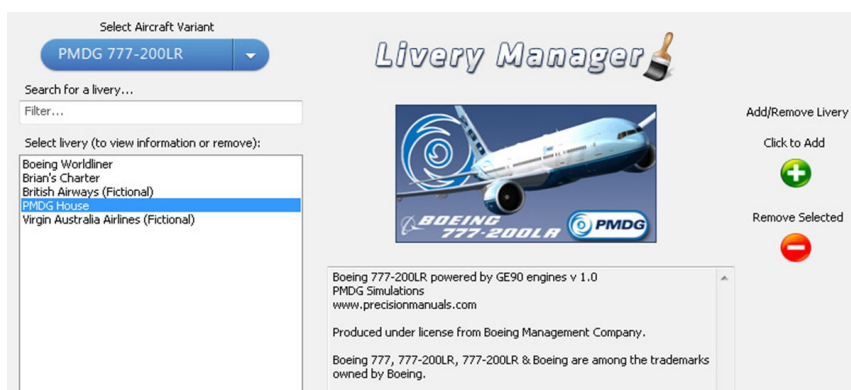 Select Aircraft Variant
PMDG 777-200LR
Search for a livery...
Filter...
Select livery (to view information or remove):
Boeing Worldliner
Brian's Charter
British Airways (Fictional)
PMDG House
Virgin Australia Airlines (Fictional)
Livery Manager
BOEING
777-200LR
PMDG
Boeing 777-200LR powered by GE90 engines v 1.0
PMDG Simulations
www.precisionmanuals.com
Produced under license from Boeing Management Company.
Boeing 777, 777-200LR, 777-200LR & Boeing are among the trademarks
owned by Boeing.
Add/Remove Livery
Click to Add
Remove Selected